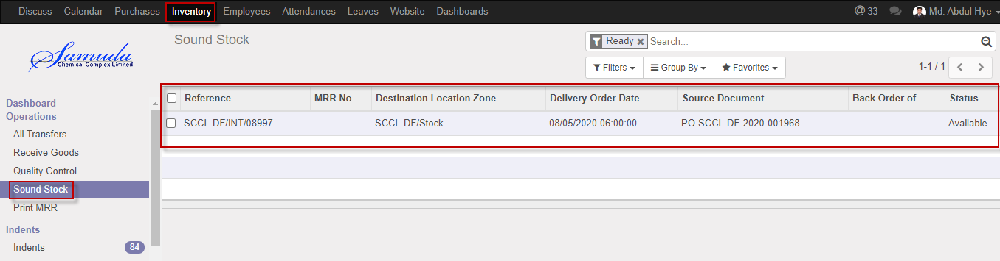 Discuss Calendar Purchases Inventory Employees Attendances Leaves Website Dashboards @ 33 Md. Abdul Hye
Samuda
Chemical Complex Limited
Sound Stock
Ready Search...
Filters Group By Favorites 1-1 / 1
Dashboard
Operations
All Transfers
Receive Goods
Quality Control
Sound Stock
Print MRR
Indents
Indents 84
Reference MRR No Destination Location Zone Delivery Order Date Source Document Back Order of Status
SCCL-DF/INT/08997 SCCL-DF/Stock 08/05/2020 06:00:00 PO-SCCL-DF-2020-001968 Available